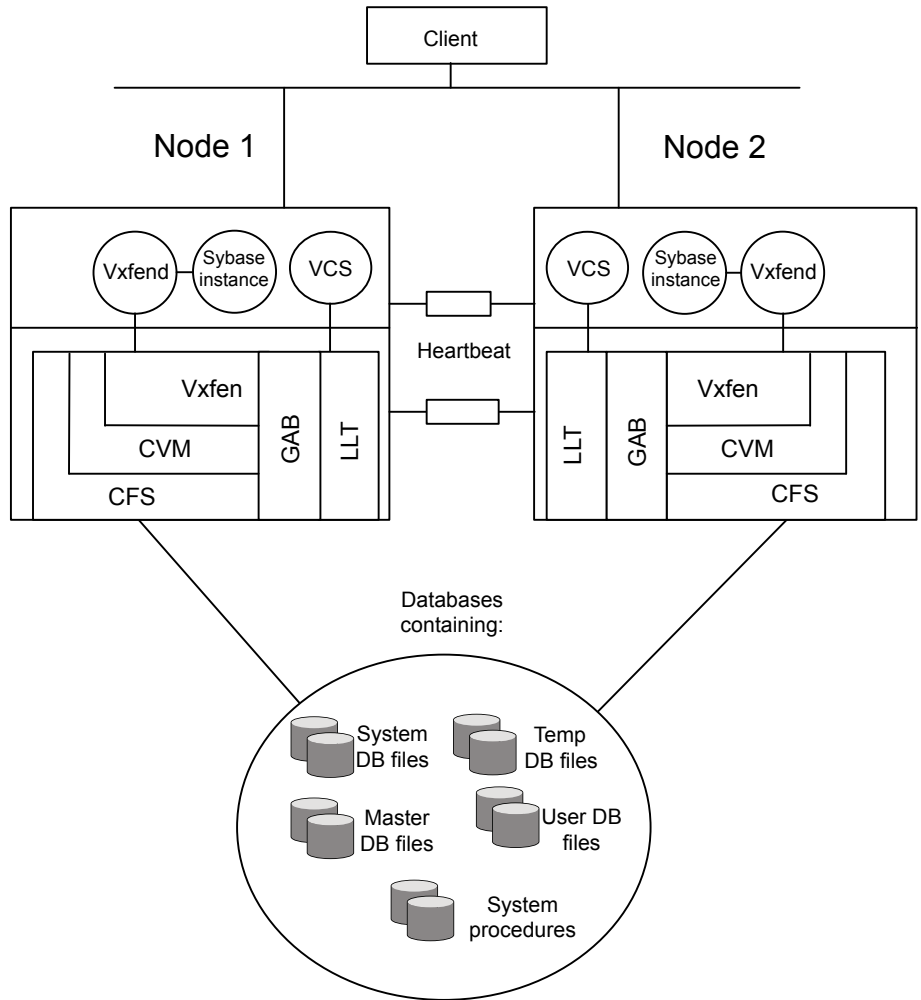 Client
Node 1
Node 2
Vxfend
Sybase
instance
VCS
VCS
Sybase
instance
Vxfend
Heartbeat
Vxfen
CVM
CFS
GAB
LLT
LLT
GAB
Vxfen
CVM
CFS
Databases
containing:
System
DB files
Temp
DB files
Master
DB files
User DB
files
System
procedures